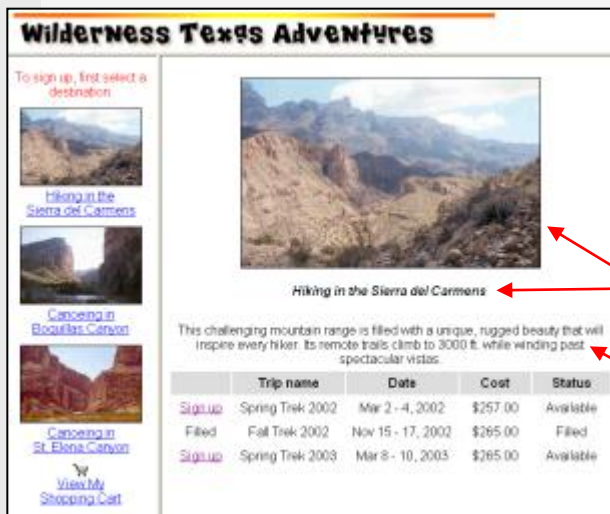 Wilderness Texas Adventures
To sign up, first select a
destination
Hiking in the
Sierra del Carmens
Canoeing in
Boquillas Canyon
Canoeing in
St. Elena Canyon
View My
Shopping Cart
Hiking in the Sierra del Carmens
This challenging mountain range is filled with a unique, rugged beauty that will
inspire every hiker. Its remote trails climb to 3000 ft. while winding past
spectacular vistas.
Trip name Date Cost Status
Sign up Spring Trek 2002 Mar 2 - 4, 2002 $257.00 Available
Filled Fall Trek 2002 Nov 15 - 17, 2002 $265.00 Filled
Sign up Spring Trek 2003 Mar 8 - 10, 2003 $265.00 Available